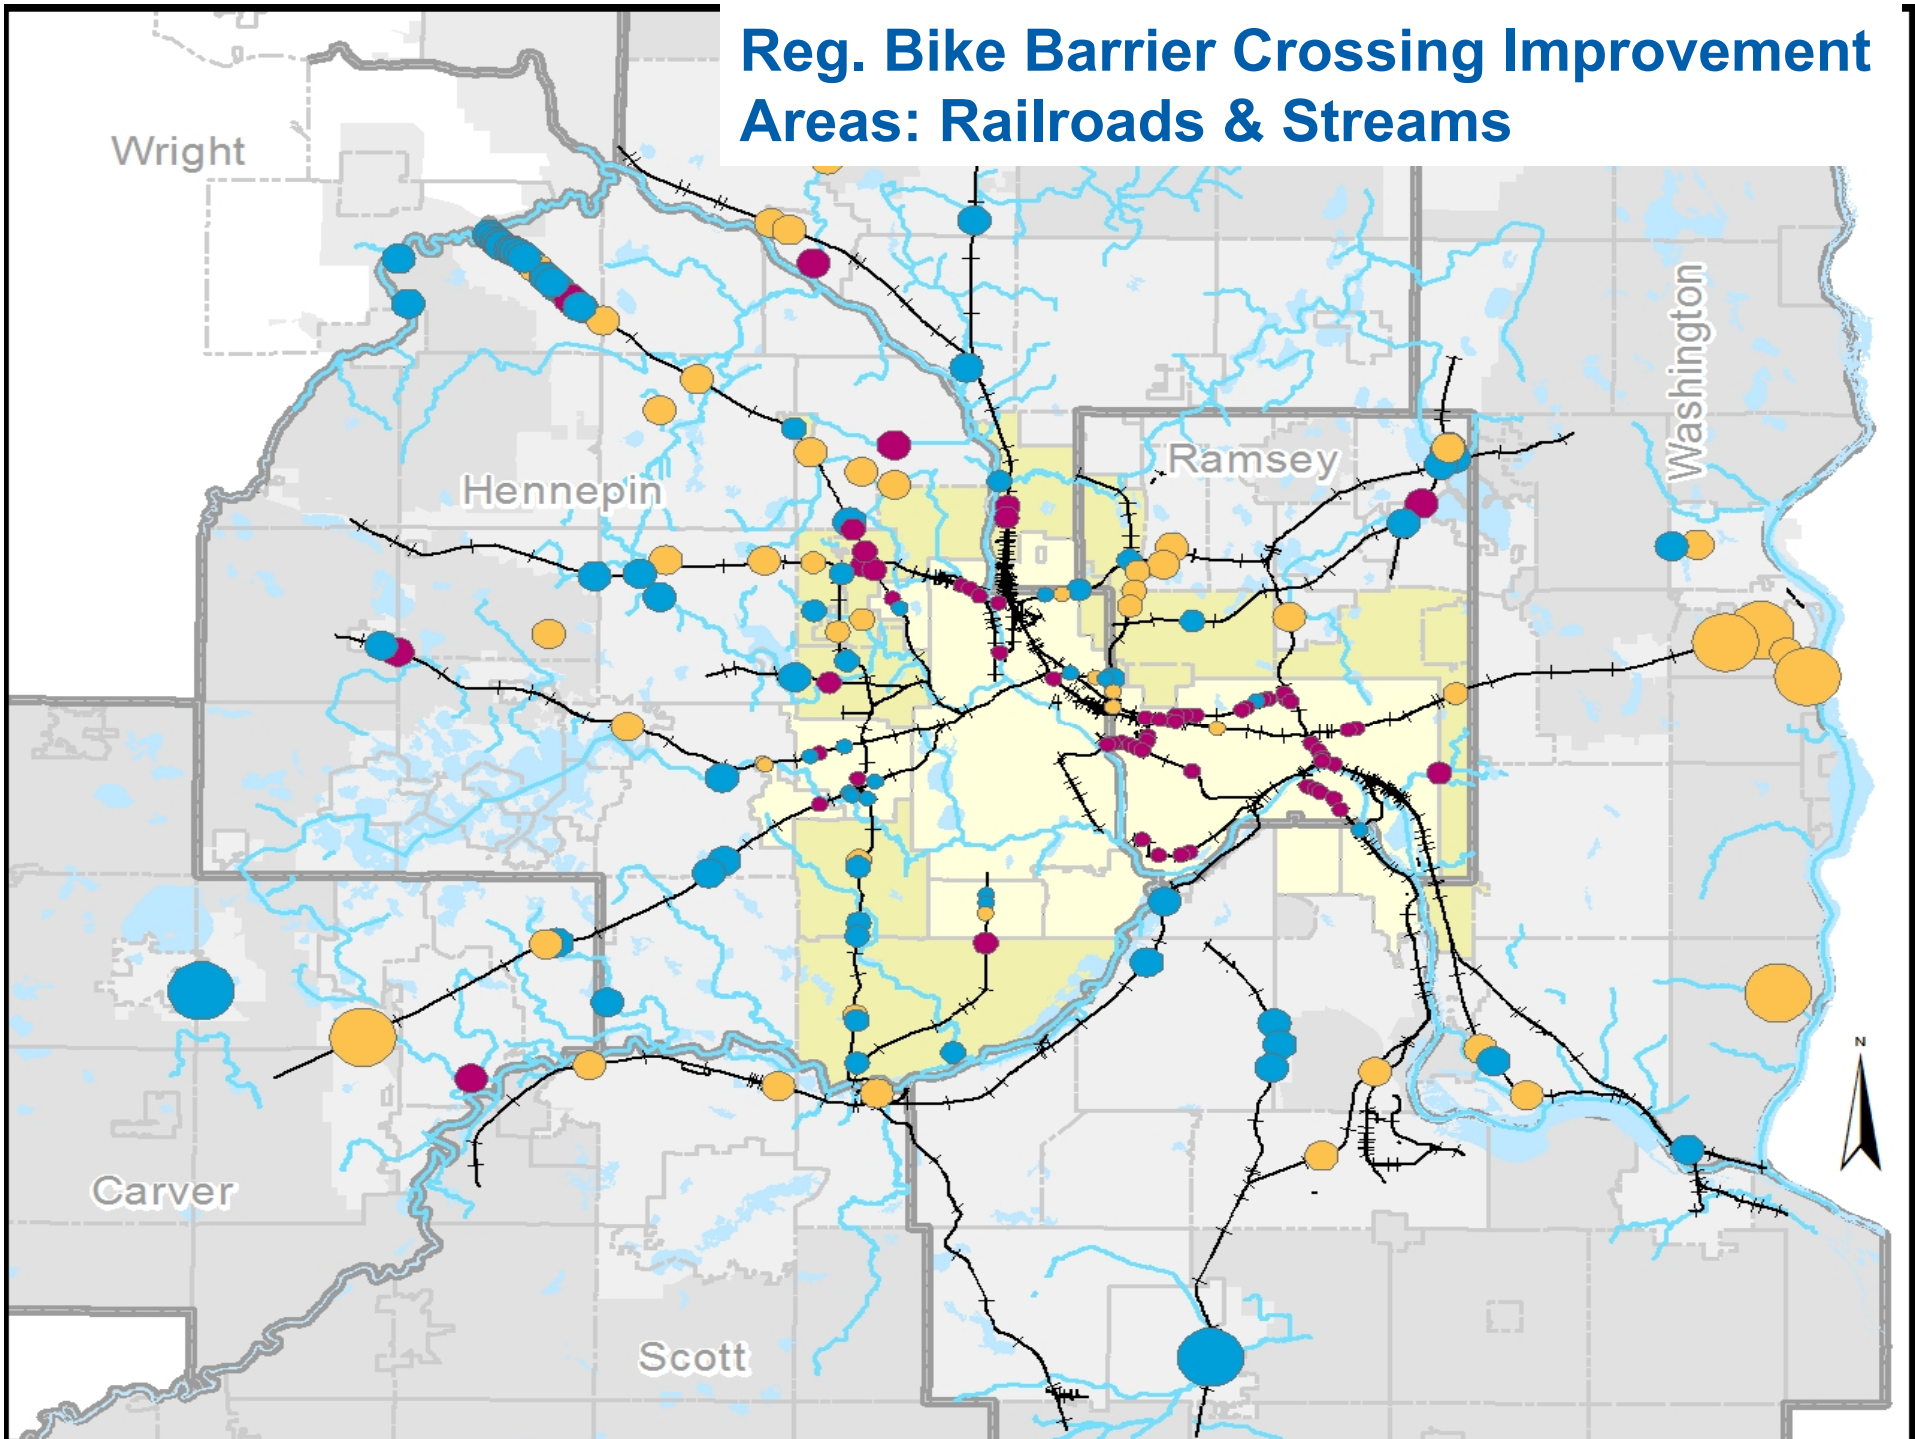 Reg. Bike Barrier Crossing Improvement
Areas: Railroads & Streams
Wright
Washington
Ramsey
Hennepin
N
Carver
Scott